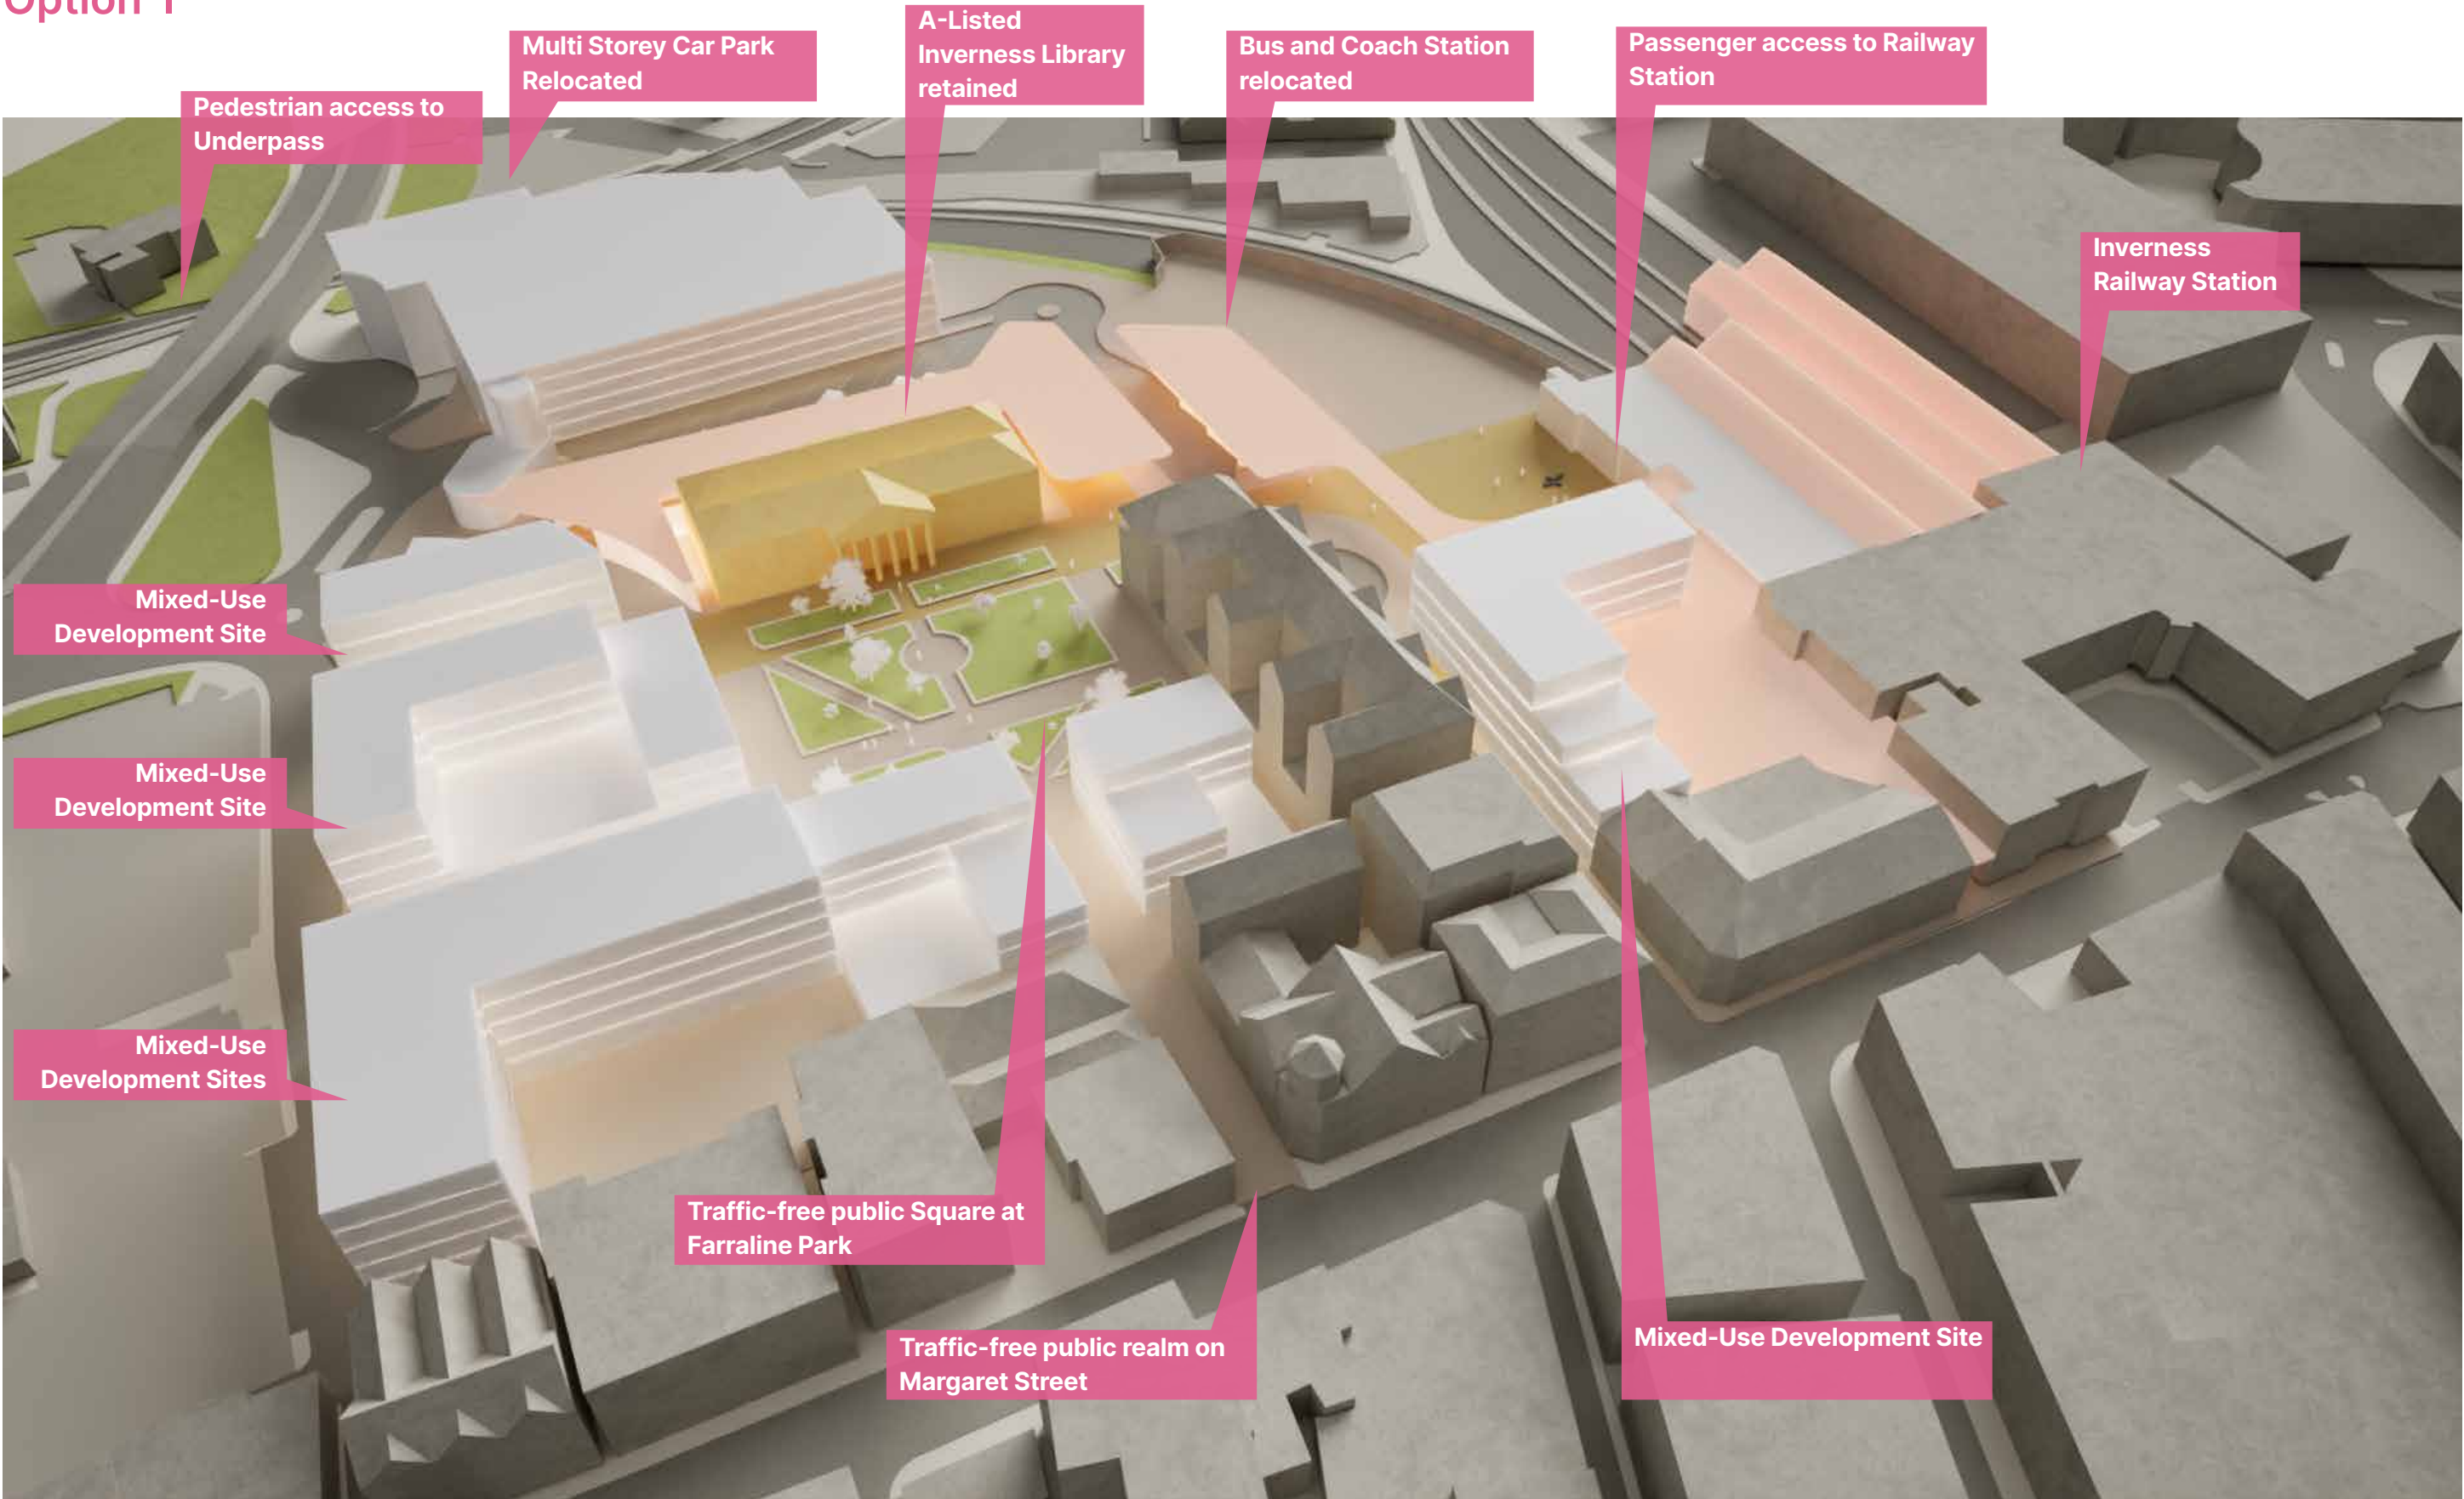 Option 1
A-Listed
Inverness Library
retained
Multi Storey Car Park
Relocated
Bus and Coach Station
relocated
Passenger access to Railway
Station
Pedestrian access to
Underpass
Inverness
Railway Station
Mixed-Use
Development Site
Mixed-Use
Development Site
Mixed-Use
Development Sites
Traffic-free public Square at
Farraline Park
Traffic-free public realm on
Margaret Street
Mixed-Use Development Site